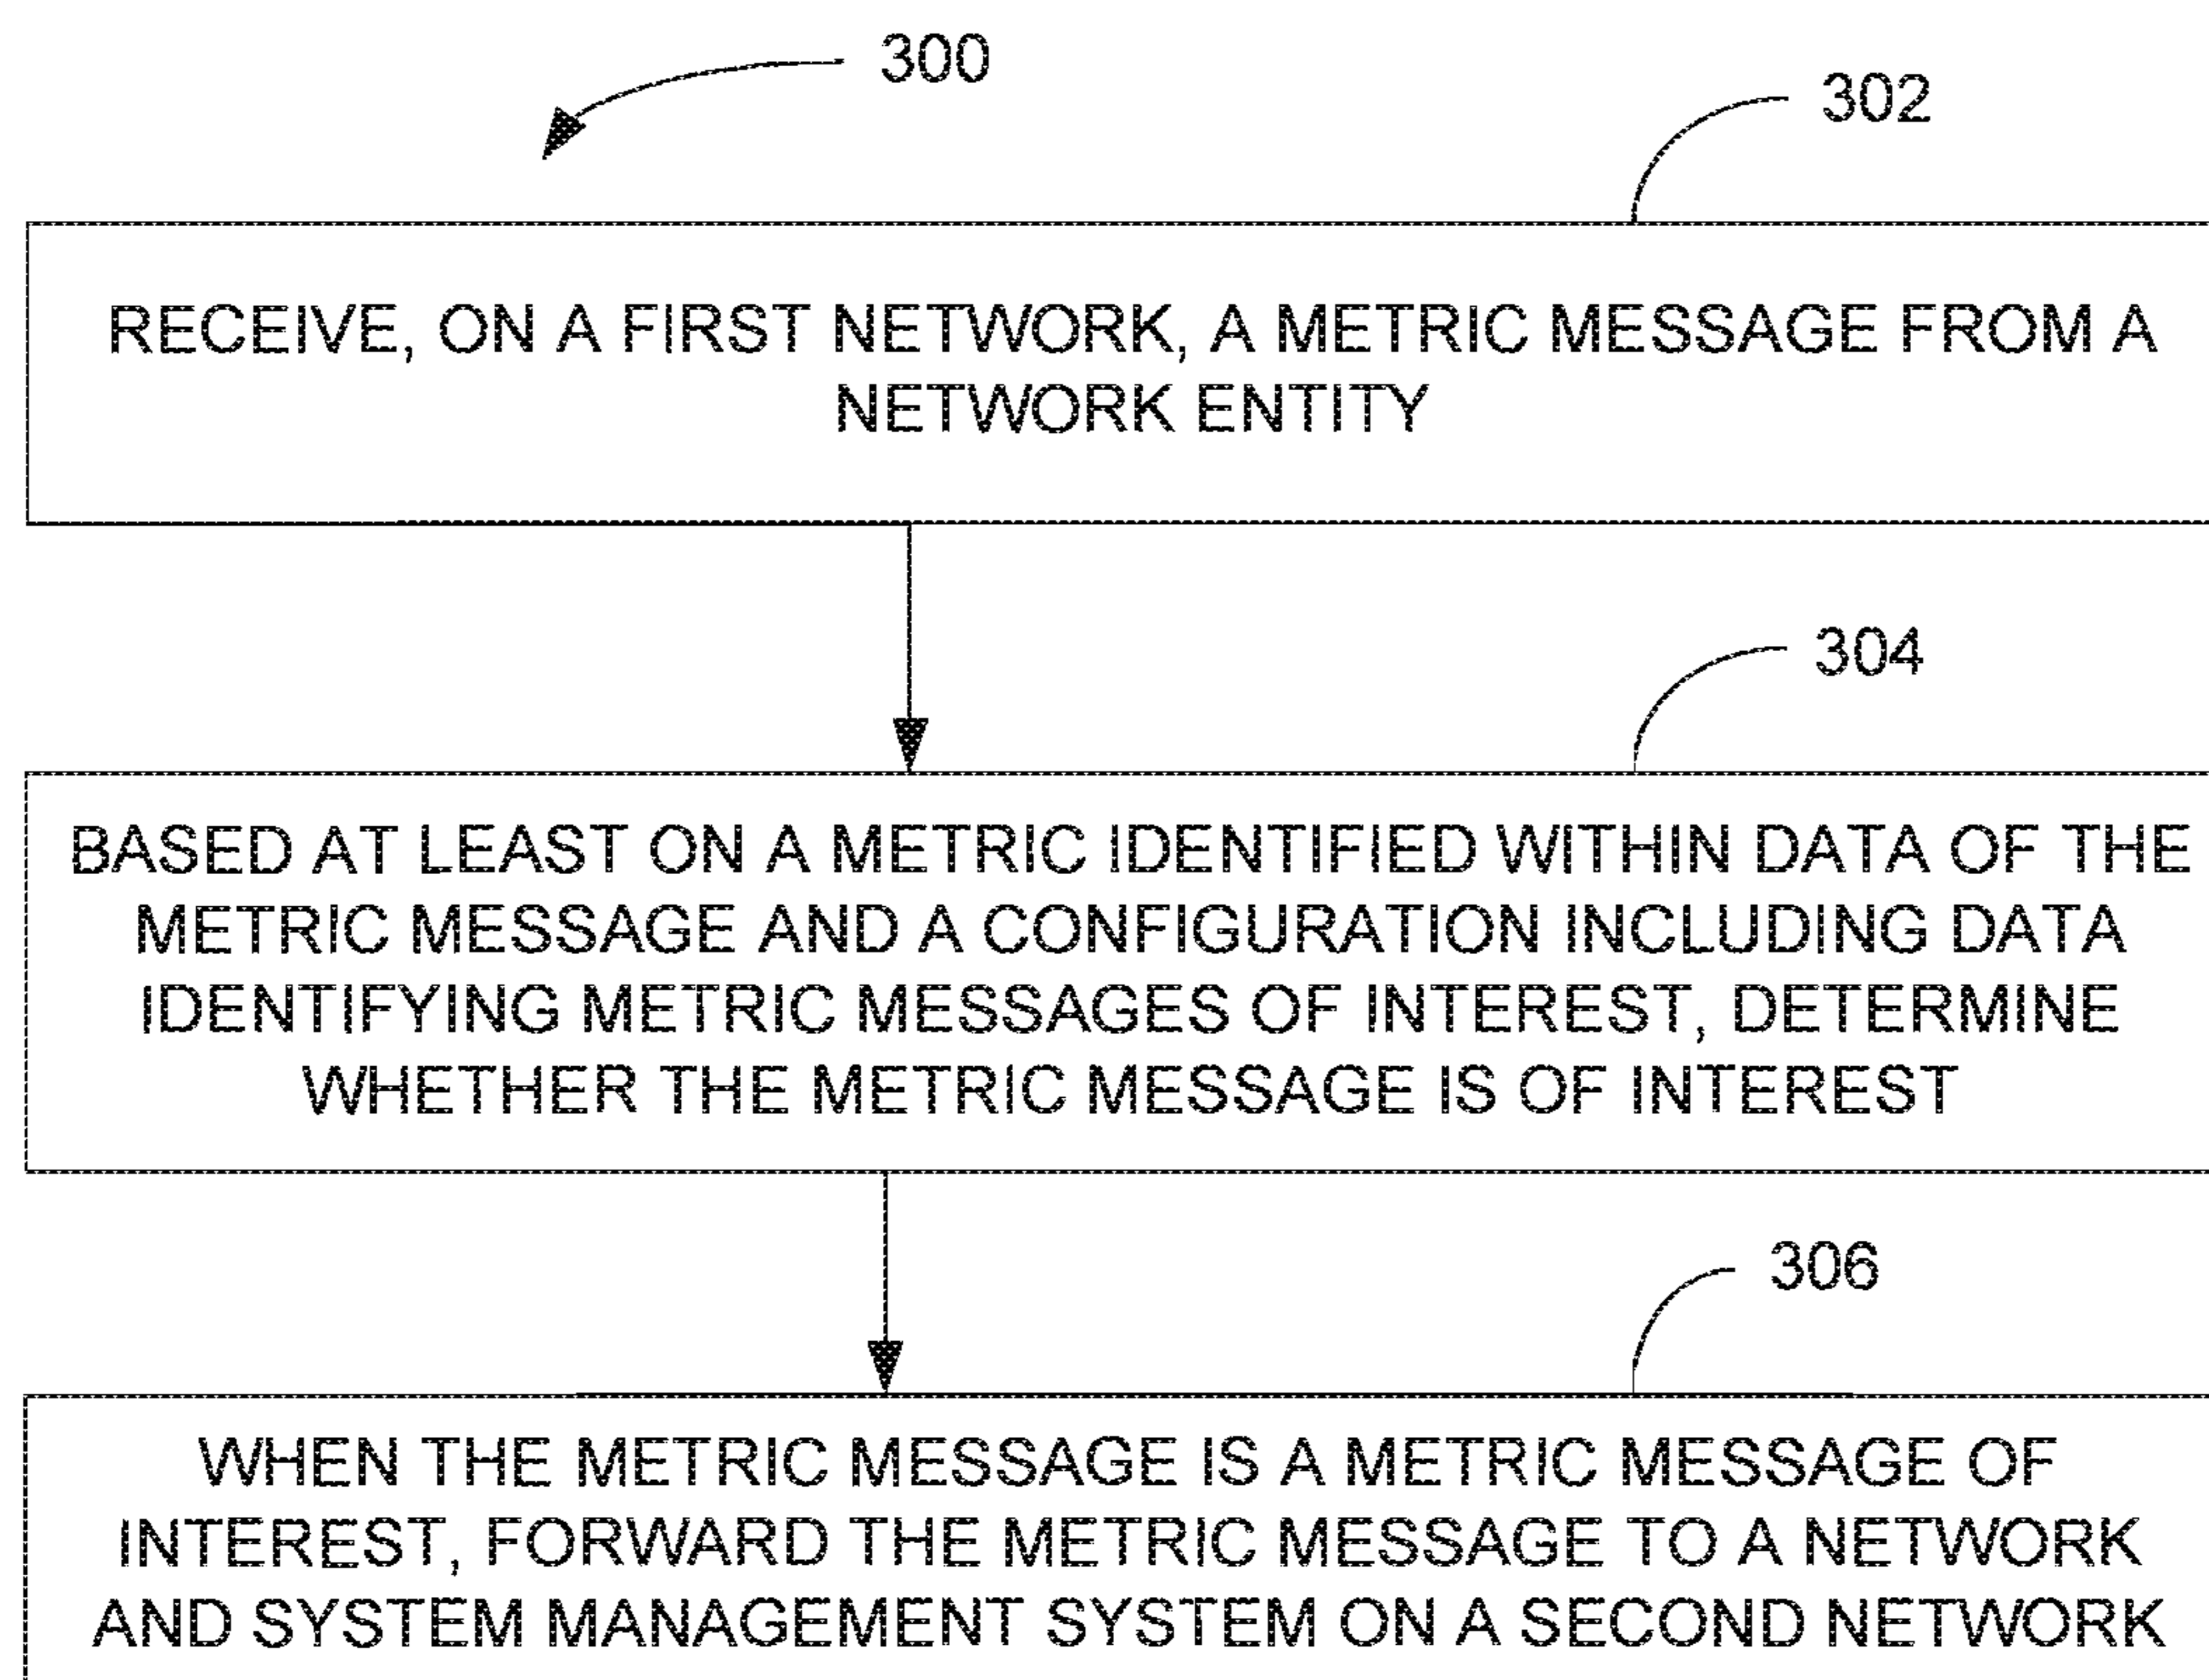 300
302
RECEIVE, ON A FIRST NETWORK, A METRIC MESSAGE FROM A
NETWORK ENTITY
304
BASED AT LEAST ON A METRIC IDENTIFIED WITHIN DATA OF THE
METRIC MESSAGE AND A CONFIGURATION INCLUDING DATA
IDENTIFYING METRIC MESSAGES OF INTEREST, DETERMINE
WHETHER THE METRIC MESSAGE IS OF INTEREST
306
WHEN THE METRIC MESSAGE IS A METRIC MESSAGE OF
INTEREST, FORWARD THE METRIC MESSAGE TO A NETWORK
AND SYSTEM MANAGEMENT SYSTEM ON A SECOND NETWORK